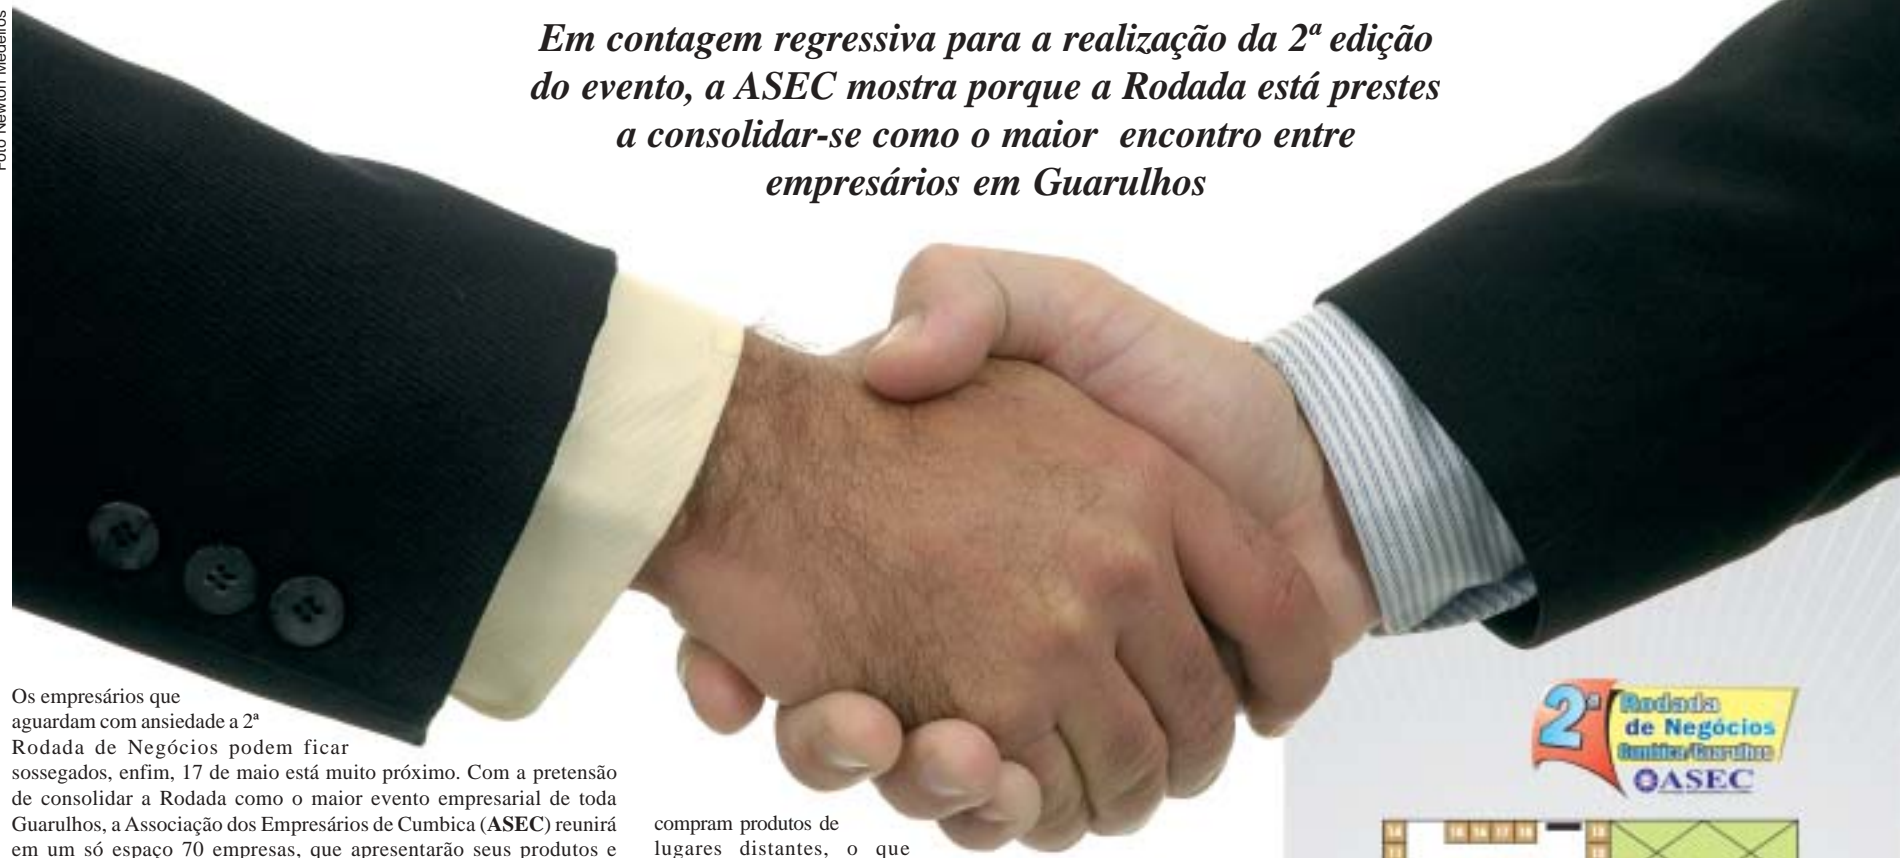 Foto Newton Medeiros
Em contagem regressiva para a realização da 2ª edição
do evento, a ASEC mostra porque a Rodada está prestes
a consolidar-se como o maior encontro entre
empresários em Guarulhos
Os empresários que
aguardam com ansiedade a 2ª
Rodada de Negócios podem ficar
sossegados, enfim, 17 de maio está muito próximo. Com a pretensão
de consolidar a Rodada como o maior evento empresarial de toda
Guarulhos, a Associação dos Empresários de Cumbica (ASEC) reunirá
em um só espaço 70 empresas, que apresentarão seus produtos e
compram produtos de
lugares distantes, o que
2ª Rodada
de Negócios
Cumbica/Guarulhos
ASEC